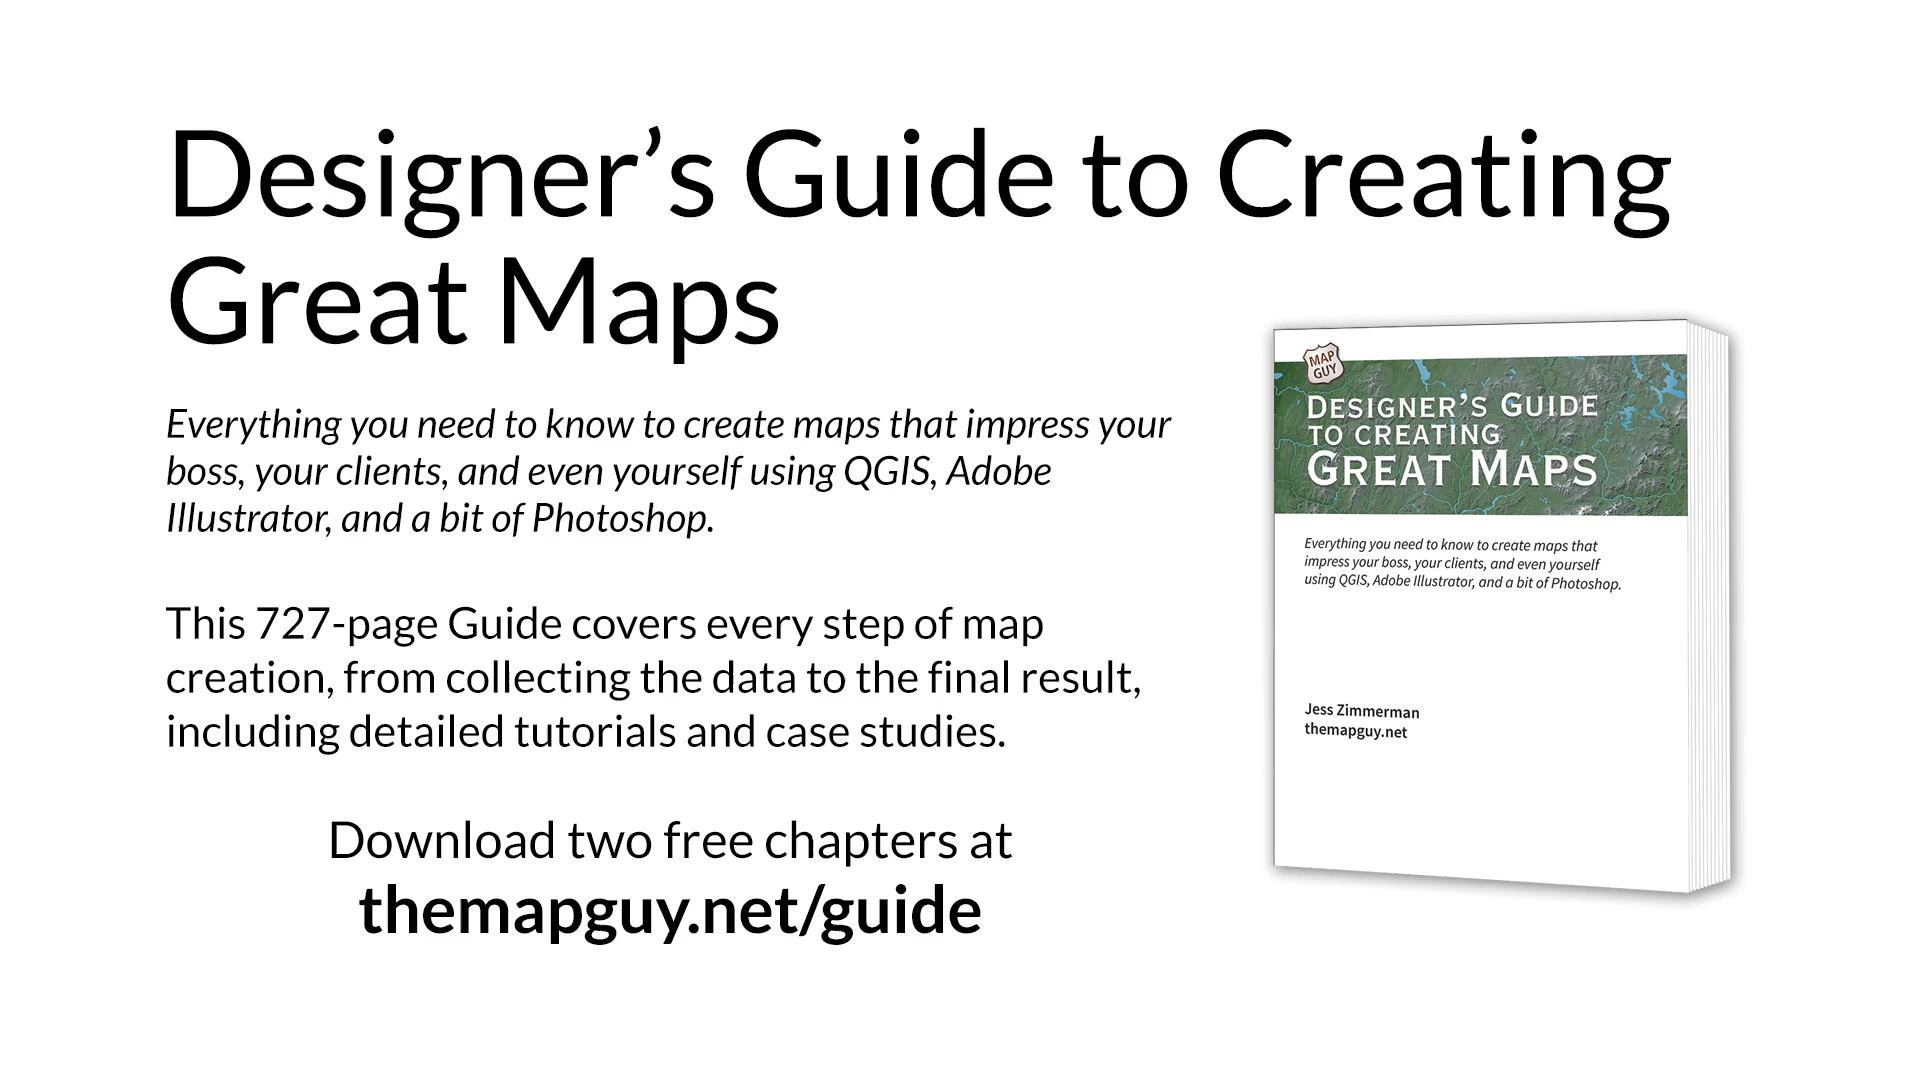 Designer’s Guide to Creating
Great Maps
Everything you need to know to create maps that impress your
boss, your clients, and even yourself using QGIS, Adobe
Illustrator, and a bit of Photoshop.
This 727-page Guide covers every step of map
creation, from collecting the data to the final result,
including detailed tutorials and case studies.
Download two free chapters at
themapguy.net/guide
MAP
GUY
DESIGNER’S GUIDE
TO CREATING
GREAT MAPS
Everything you need to know to create maps that
impress your boss, your clients, and even yourself
using QGIS, Adobe Illustrator, and a bit of Photoshop.
Jess Zimmerman
themapguy.net